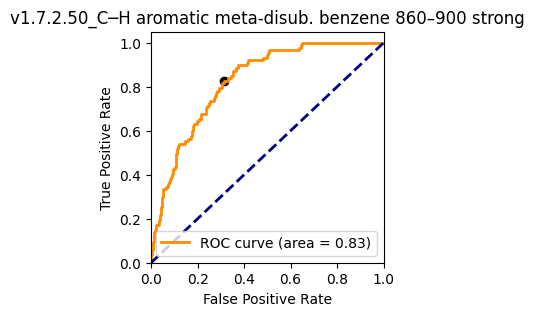 v1.7.2.50_C─H aromatic meta-disub. benzene 860–900 strong
1.0
0.8
0.6
0.4
0.2
0.0
True Positive Rate
ROC curve (area = 0.83)
0.0 0.2 0.4 0.6 0.8 1.0
False Positive Rate